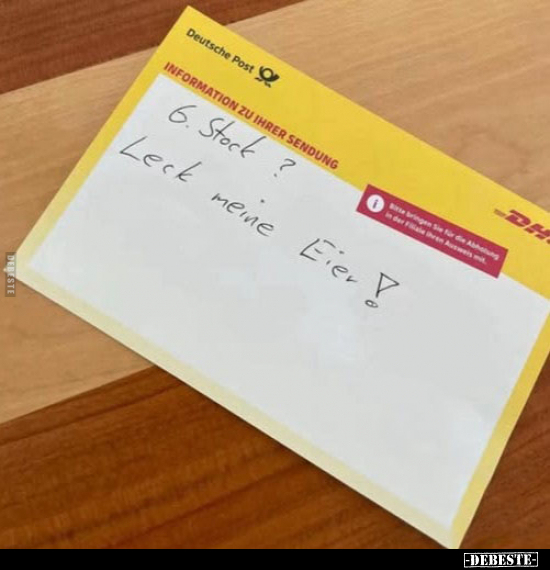 Deutsche Post
INFORMATION ZU IHRER SENDUNG
6. Stock ?
Leck meine Eier!
i
Bitte bringen Sie für die Abholung
in der Filiale Ihren Ausweis mit.
DH
DEBESTE
-DEBESTE-